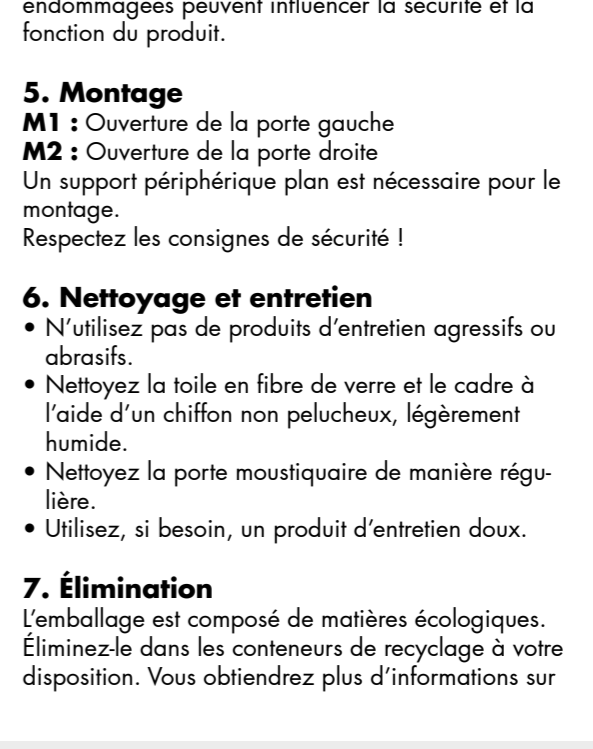 endommagées peuvent influencer la sécurité et la
fonction du produit.
5. Montage
M1 : Ouverture de la porte gauche
M2 : Ouverture de la porte droite
Un support périphérique plan est nécessaire pour le
montage.
Respectez les consignes de sécurité !
6. Nettoyage et entretien
• N’utilisez pas de produits d’entretien agressifs ou
abrasifs.
• Nettoyez la toile en fibre de verre et le cadre à
l’aide d’un chiffon non pelucheux, légèrement
humide.
• Nettoyez la porte moustiquaire de manière régu-
lière.
• Utilisez, si besoin, un produit d’entretien doux.
7. Élimination
L’emballage est composé de matières écologiques.
Éliminez-le dans les conteneurs de recyclage à votre
disposition. Vous obtiendrez plus d’informations sur